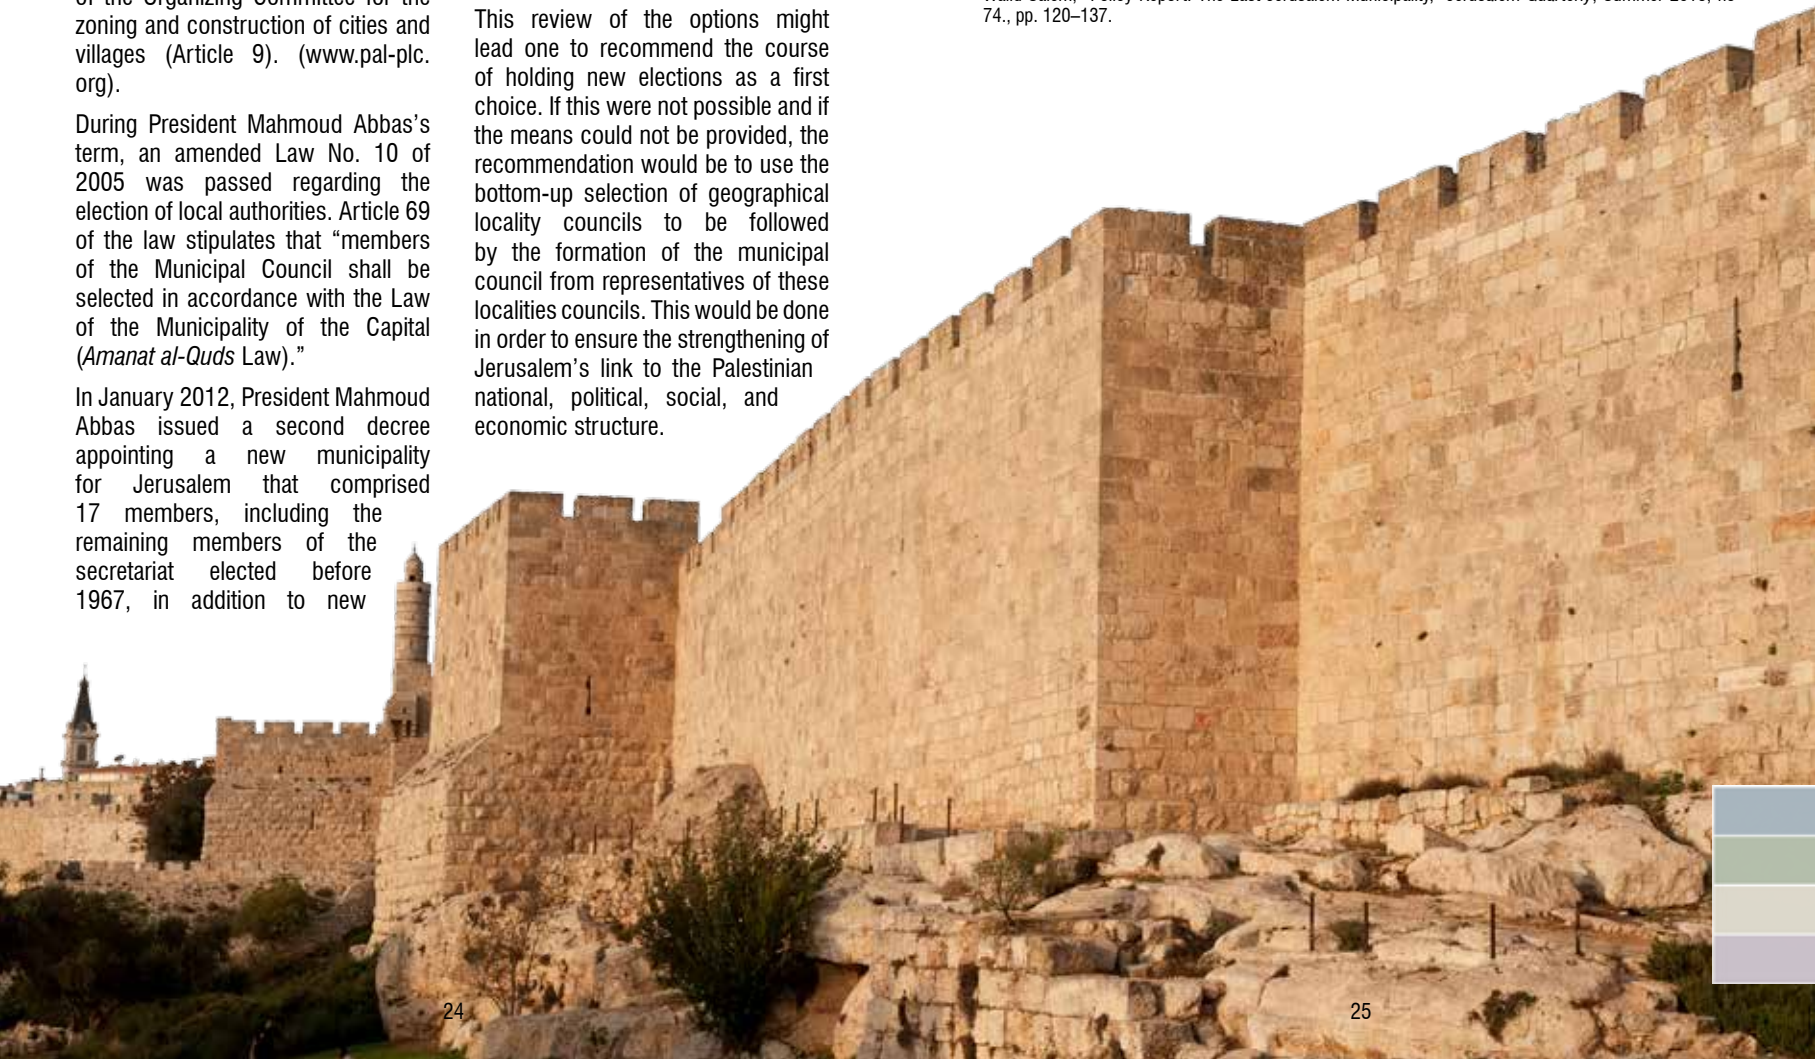 of the Organizing Committee for the
zoning and construction of cities and
villages (Article 9). (www.pal-plc.
org).
During President Mahmoud Abbas’s
term, an amended Law No. 10 of
2005 was passed regarding the
election of local authorities. Article 69
of the law stipulates that “members
of the Municipal Council shall be
selected in accordance with the Law
of the Municipality of the Capital
(Amanat al-Quds Law).”
In January 2012, President Mahmoud
Abbas issued a second decree
appointing a new municipality
for Jerusalem that comprised
17 members, including the
remaining members of the
secretariat elected before
1967, in addition to new
This review of the options might
lead one to recommend the course
of holding new elections as a first
choice. If this were not possible and if
the means could not be provided, the
recommendation would be to use the
bottom-up selection of geographical
locality councils to be followed
by the formation of the municipal
council from representatives of these
localities councils. This would be done
in order to ensure the strengthening of
Jerusalem’s link to the Palestinian
national, political, social, and
economic structure.
74., pp. 120–137.
24
25